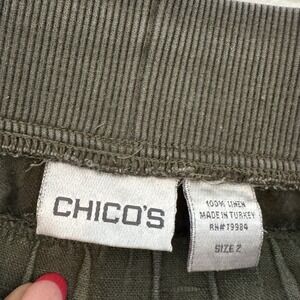 CHICO'S
100% LINEN
MADE IN TURKEY
RN#79984
SIZE 2